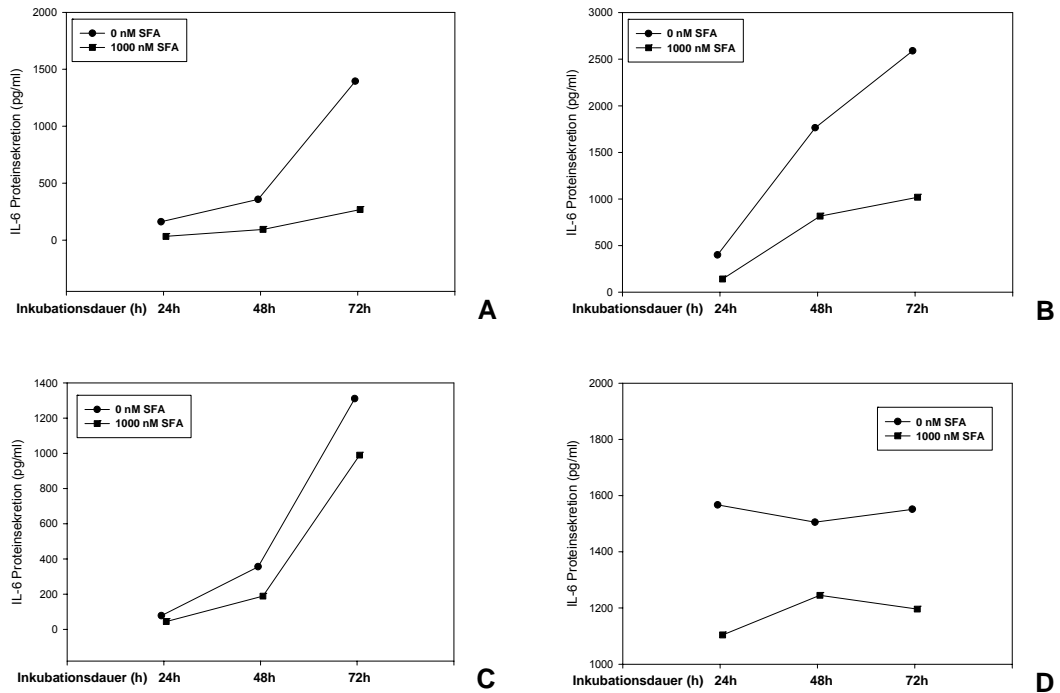 2000
1500
1000
500
0
IL-6 Proteinsekretion (pg/ml)
0 nM SFA
1000 nM SFA
Inkubationsdauer (h) 24h 48h 72h
A
3000
2500
2000
1500
1000
500
0
IL-6 Proteinsekretion (pg/ml)
0 nM SFA
1000 nM SFA
Inkubationsdauer (h) 24h 48h 72h
B
1400
1200
1000
800
600
400
200
0
IL-6 Proteinsekretion (pg/ml)
0 nM SFA
1000 nM SFA
Inkubationsdauer (h) 24h 48h 72h
C
2000
1800
1600
1400
1200
1000
IL-6 Proteinsekretion (pg/ml)
0 nM SFA
1000 nM SFA
Inkubationsdauer (h) 24h 48h 72h
D